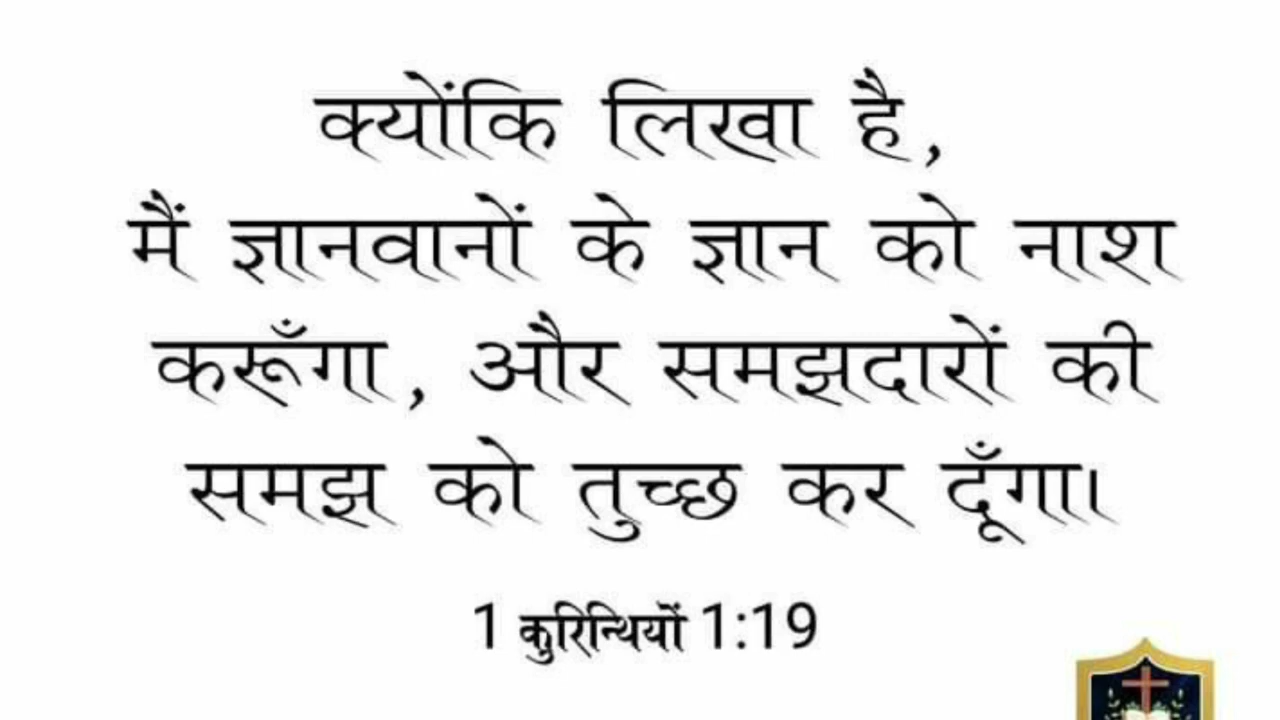 क्योंकि लिखा है,
मैं ज्ञानवानों के ज्ञान को नाश
करूँगा, और समझदारों की
समझ को तुच्छ कर दूँगा।
1 कुरिन्थियों 1:19